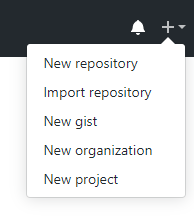 New repository
Import repository
New gist
New organization
New project